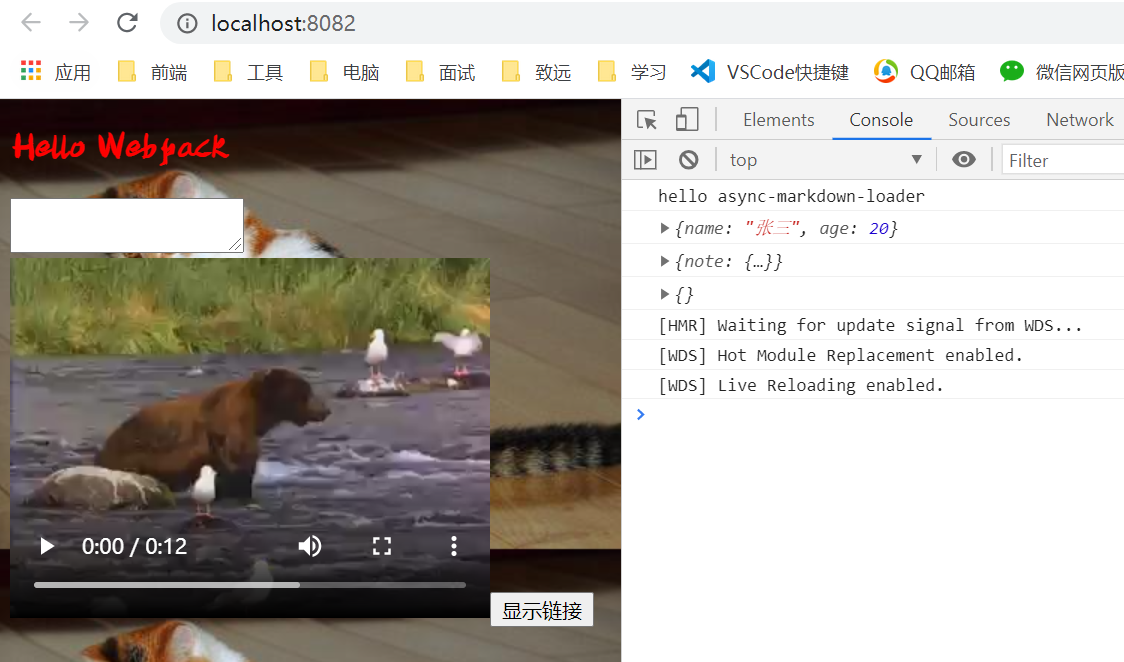 localhost:8082
应用 前端 工具 电脑 面试 致远 学习 VSCode快捷键 QQ邮箱 微信网页版
Hello Webpack
0:00 / 0:12
显示链接
Elements Console Sources Network
top Filter
hello async-markdown-loader
{name: "张三", age: 20}
{note: {…}}
{}
[HMR] Waiting for update signal from WDS...
[WDS] Hot Module Replacement enabled.
[WDS] Live Reloading enabled.